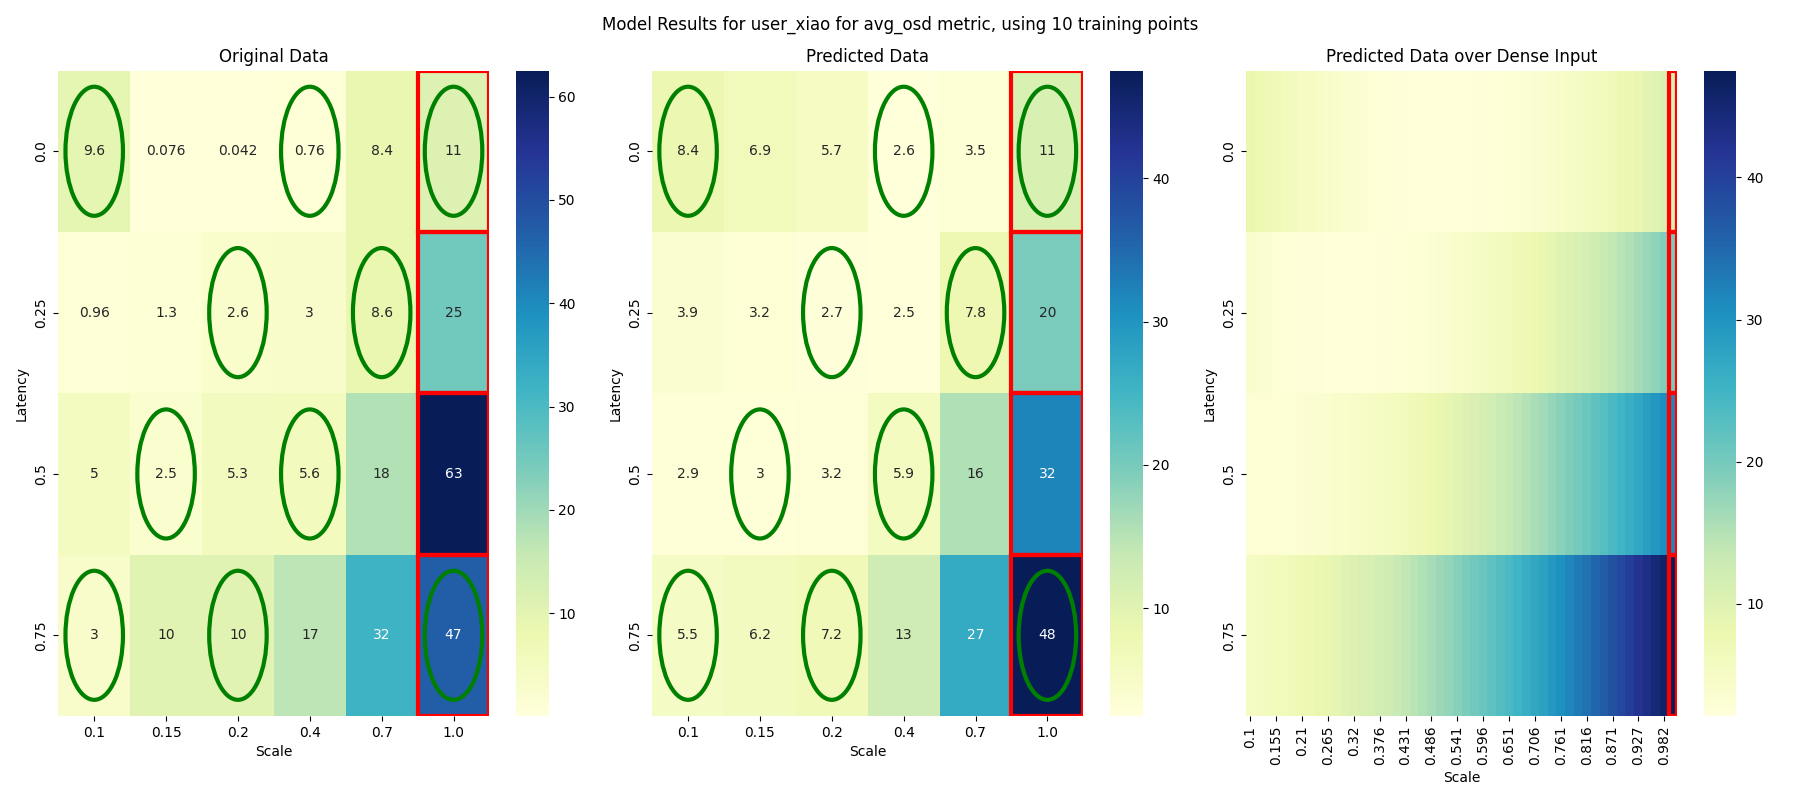 Model Results for user_xiao for avg_osd metric, using 10 training points
Original Data
Latency
0.0
0.25
0.5
0.75
9.6 0.076 0.042 0.76 8.4 11
0.96 1.3 2.6 3 8.6 25
5 2.5 5.3 5.6 18 63
3 10 10 17 32 47
0.1 0.15 0.2 0.4 0.7 1.0
Scale
60
50
40
30
20
10
Predicted Data
Latency
0.0
0.25
0.5
0.75
8.4 6.9 5.7 2.6 3.5 11
3.9 3.2 2.7 2.5 7.8 20
2.9 3 3.2 5.9 16 32
5.5 6.2 7.2 13 27 48
0.1 0.15 0.2 0.4 0.7 1.0
Scale
40
30
20
10
Predicted Data over Dense Input
Latency
0.0
0.25
0.5
0.75
0.1 0.155 0.21 0.265 0.32 0.376 0.431 0.486 0.541 0.596 0.651 0.706 0.761 0.816 0.871 0.927 0.982
Scale
40
30
20
10